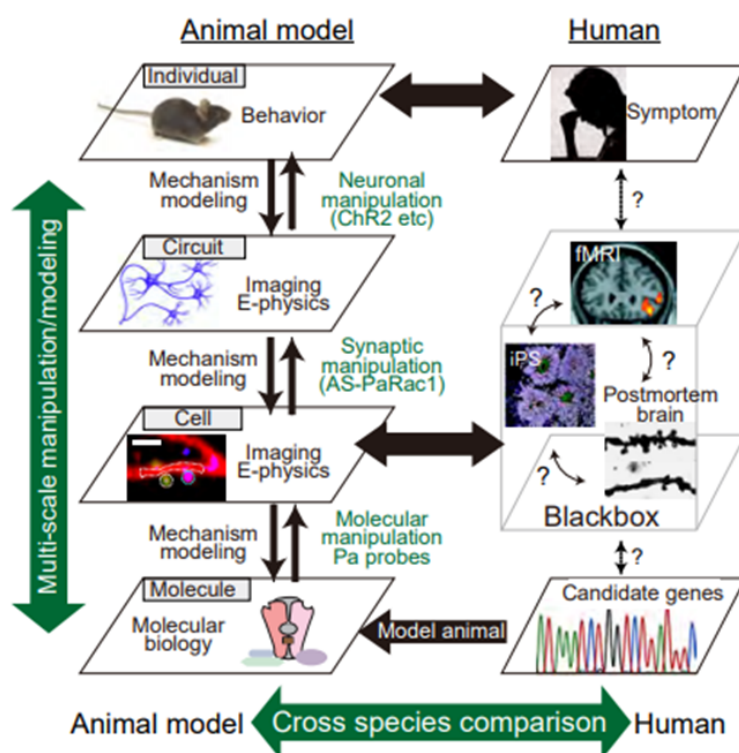 Animal model
Human
Individual
Behavior
Symptom
Mechanism
modeling
Neuronal
manipulation
(ChR2 etc)
?
Circuit
Imaging
E-physics
fMRI
?
Mechanism
modeling
Synaptic
manipulation
(AS-PaRac1)
iPS
?
Postmortem
brain
Cell
Imaging
E-physics
?
Blackbox
Mechanism
modeling
Molecular
manipulation
Pa probes
?
Molecule
Molecular
biology
Model animal
Candidate genes
Multi-scale manipulation/modeling
Animal model
Cross species comparison
Human